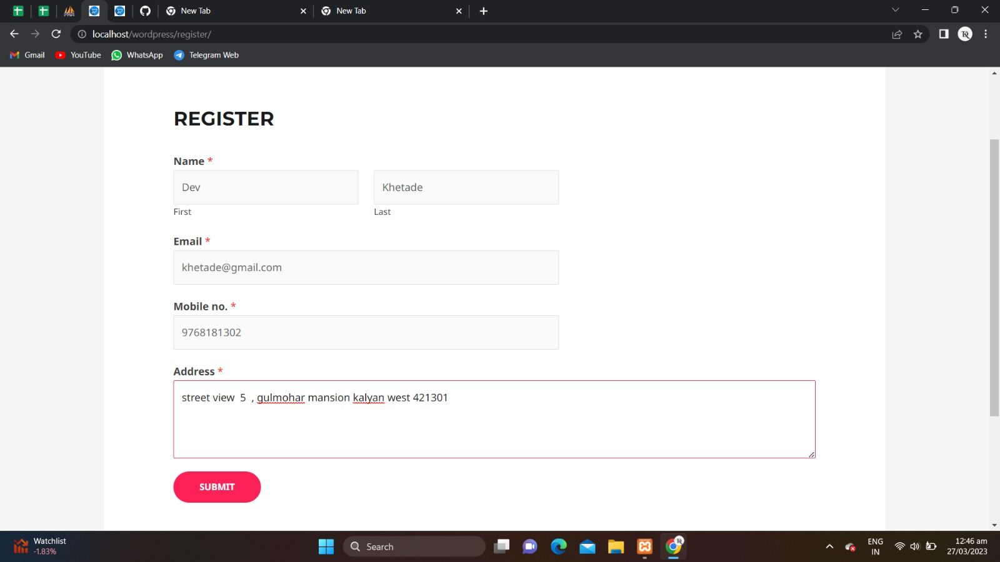 New Tab
New Tab
localhost/wordpress/register/
Gmail YouTube WhatsApp Telegram Web
REGISTER
Name *
Dev Khetade
First Last
Email *
khetade@gmail.com
Mobile no. *
9768181302
Address *
street view  5  , gulmohar mansion kalyan west 421301
SUBMIT
Watchlist
-1.83%
Search
ENG
IN
12:46 am
27/03/2023